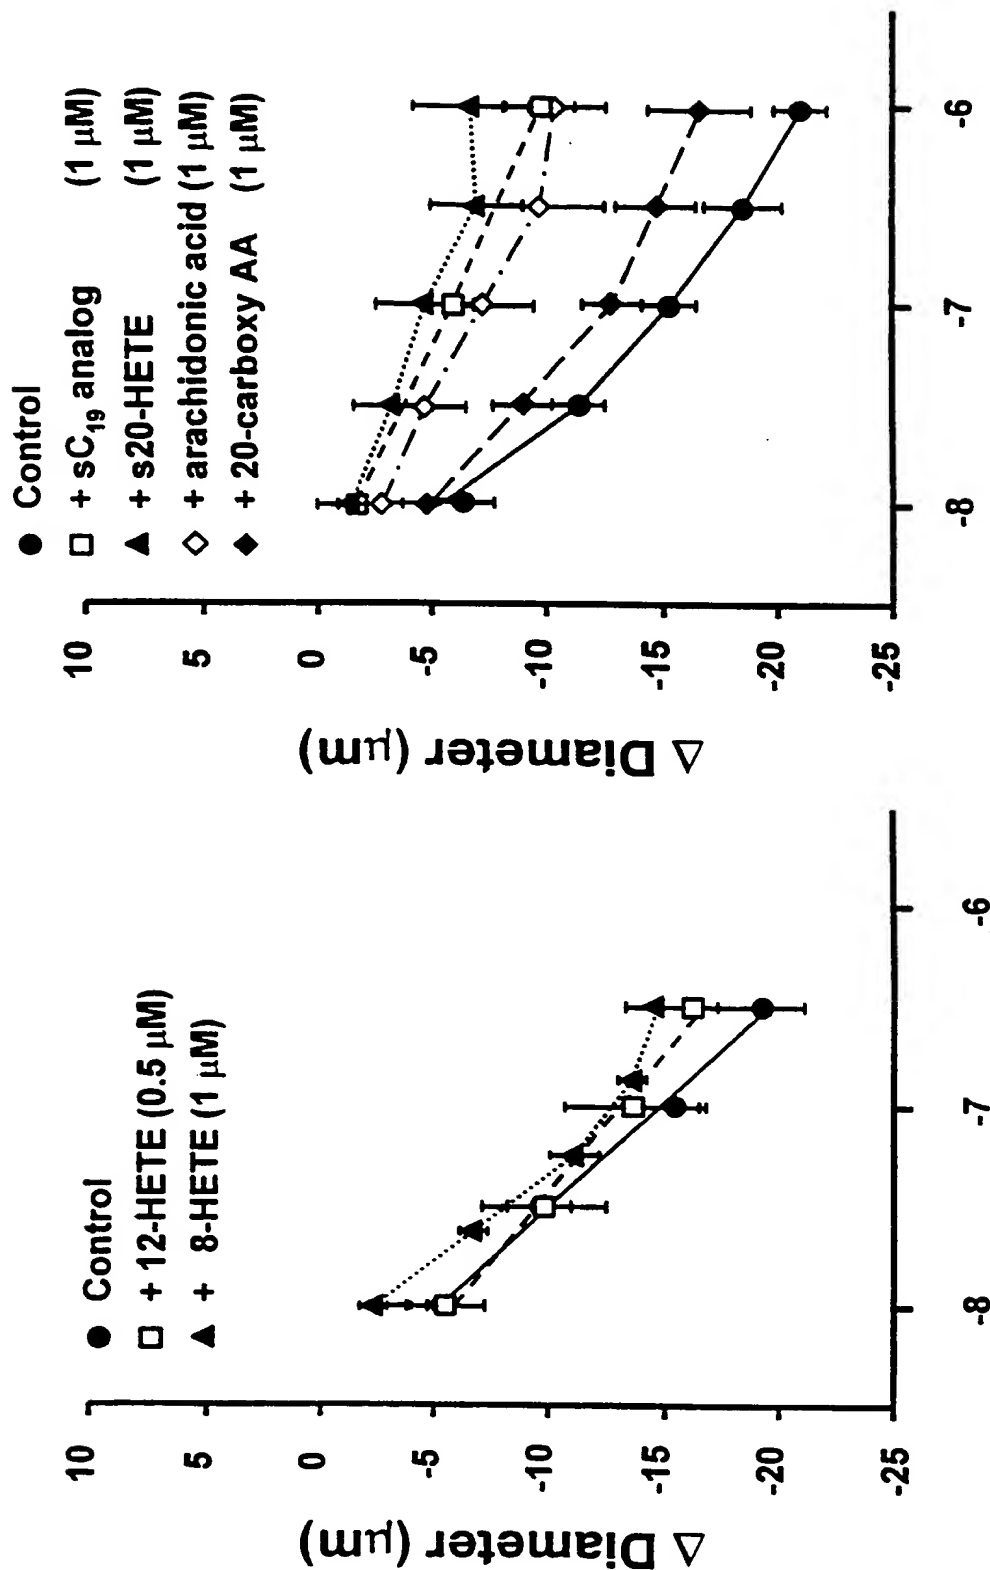 Control
+ 12-HETE (0.5 μM)
+ 8-HETE (1 μM)
10
5
0
-5
-10
-15
-20
-25
Δ Diameter (μm)
-8
-7
-6
Control
+ sC19 analog (1 μM)
+ s20-HETE (1 μM)
+ arachidonic acid (1 μM)
+ 20-carboxy AA (1 μM)
10
5
0
-5
-10
-15
-20
-25
Δ Diameter (μm)
-8
-7
-6